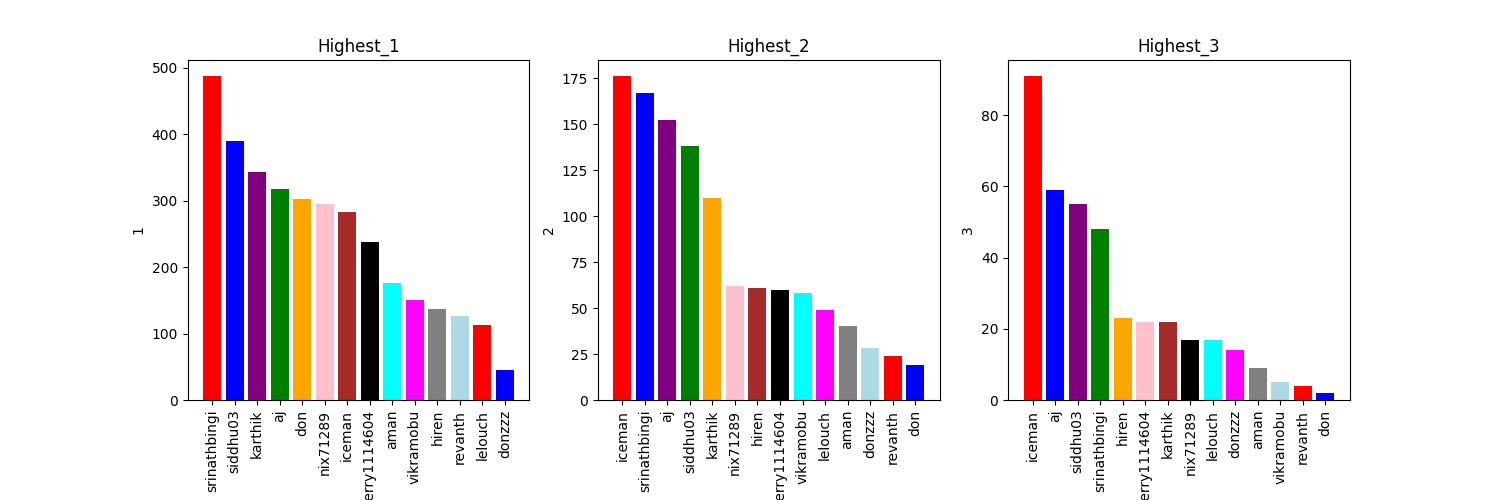 Highest_1
500
400
300
200
100
0
1
srinathbingi
siddhu03
karthik
aj
don
nix71289
iceman
erry1114604
aman
vikramobu
hiren
revanth
lelouch
donzzz
Highest_2
175
150
125
100
75
50
25
0
2
iceman
srinathbingi
aj
siddhu03
karthik
nix71289
hiren
erry1114604
vikramobu
lelouch
aman
donzzz
revanth
don
Highest_3
80
60
40
20
0
3
iceman
aj
siddhu03
srinathbingi
hiren
erry1114604
karthik
nix71289
lelouch
donzzz
aman
vikramobu
revanth
don